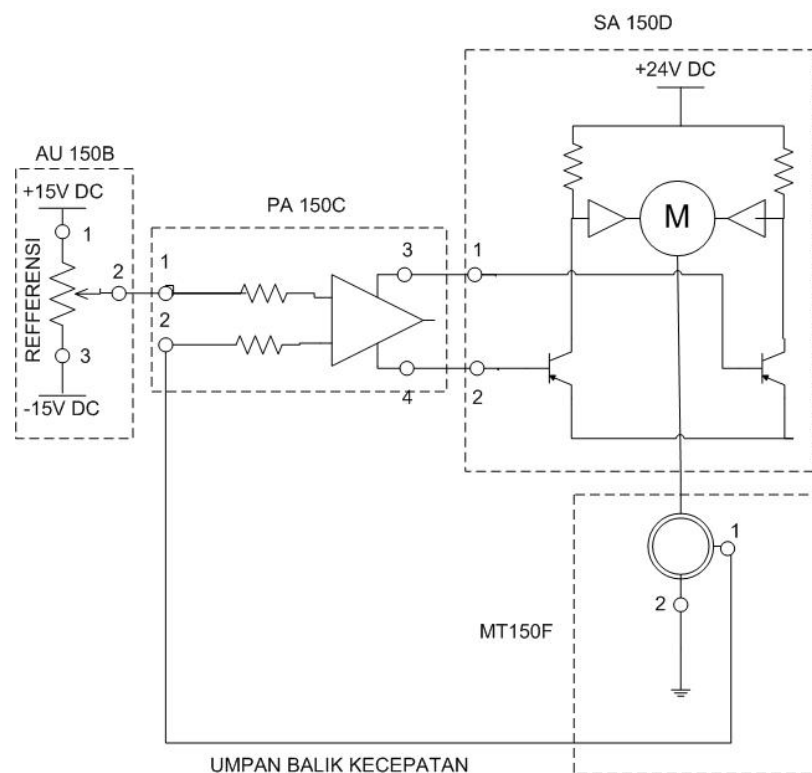 SA 150D
+24V DC
AU 150B
+15V DC
1
REFFERENSI
2
3
-15V DC
PA 150C
1
2
3
4
1
2
M
MT150F
1
2
UMPAN BALIK KECEPATAN